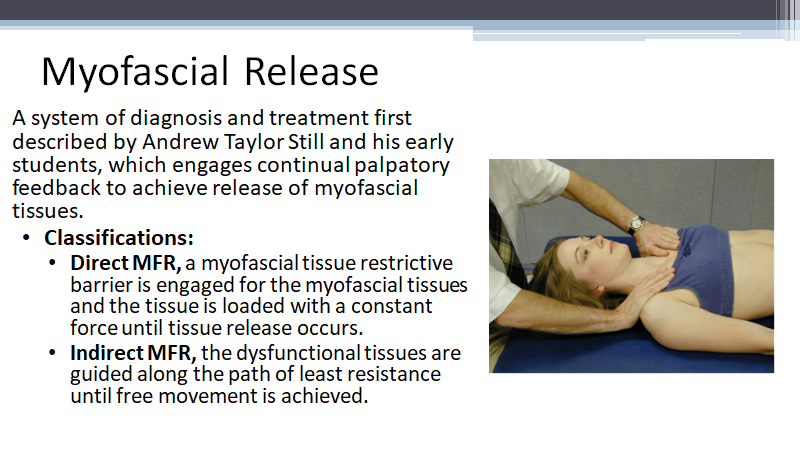 Myofascial Release
A system of diagnosis and treatment first
described by Andrew Taylor Still and his early
students, which engages continual palpatory
feedback to achieve release of myofascial
tissues.
• Classifications:
• Direct MFR, a myofascial tissue restrictive
barrier is engaged for the myofascial tissues
and the tissue is loaded with a constant
force until tissue release occurs.
• Indirect MFR, the dysfunctional tissues are
guided along the path of least resistance
until free movement is achieved.